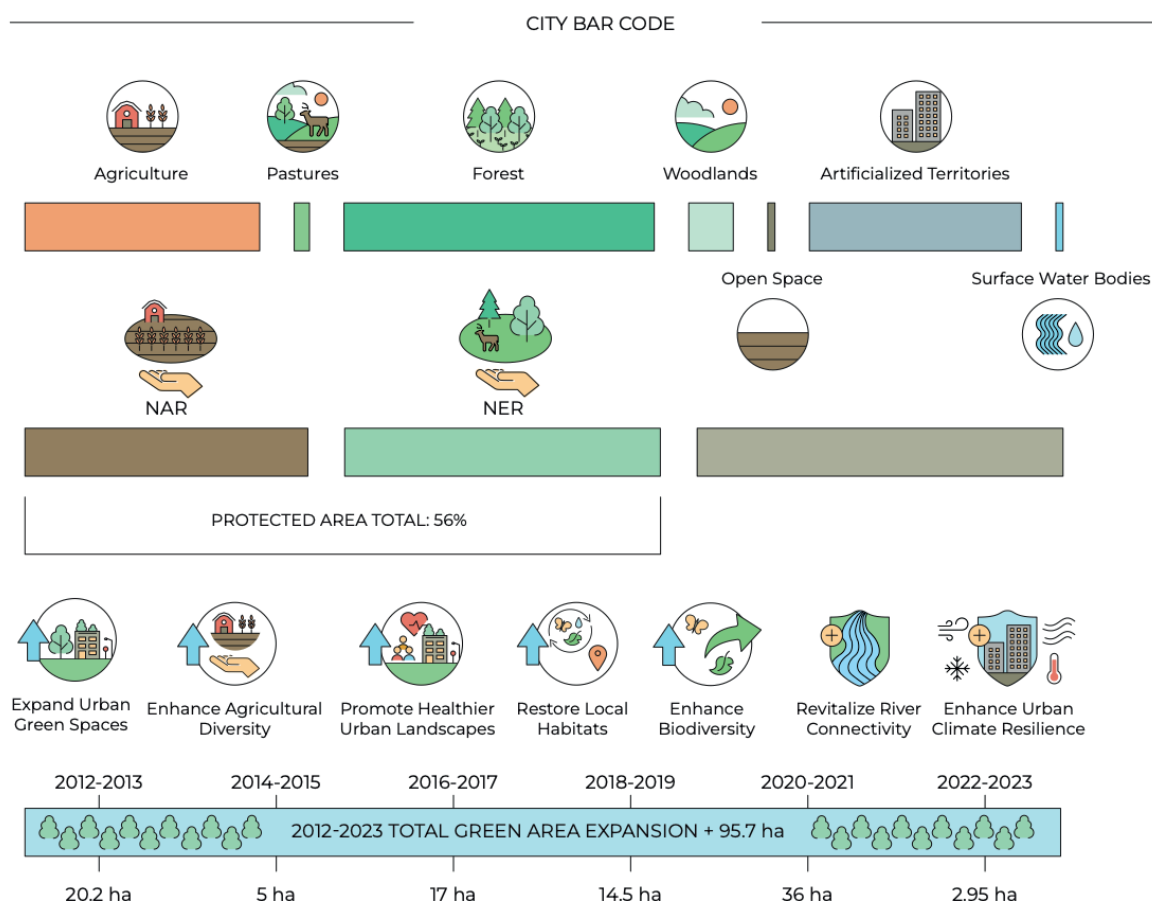 CITY BAR CODE
Agriculture
Pastures
Forest
Woodlands
Artificialized Territories
Open Space
Surface Water Bodies
NAR
NER
PROTECTED AREA TOTAL: 56%
Expand Urban
Green Spaces
Enhance Agricultural
Diversity
Promote Healthier
Urban Landscapes
Restore Local
Habitats
Enhance
Biodiversity
Revitalize River
Connectivity
Enhance Urban
Climate Resilience
2012-2013
2014-2015
2016-2017
2018-2019
2020-2021
2022-2023
2012-2023 TOTAL GREEN AREA EXPANSION + 95.7 ha
20.2 ha
5 ha
17 ha
14.5 ha
36 ha
2.95 ha